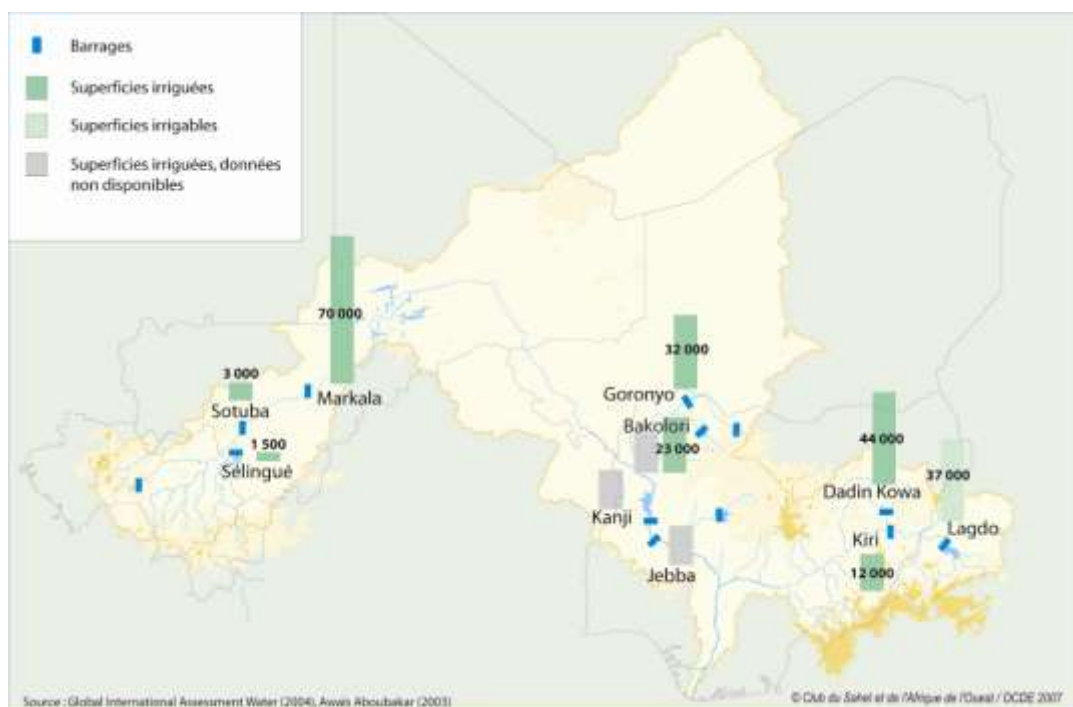 Barrages
Superficies irriguées
Superficies irrigables
Superficies irriguées, données
non disponibles
70 000
3 000
Sotuba
Markala
1 500
Sélingué
32 000
Goronyo
Bakolori
23 000
44 000
37 000
Dadin Kowa
Kanji
Kiri
Lagdo
Jebba
12 000
Source : Global International Assessment Water (2004), Awais Aboubakar (2003)
© Club du Sahel et de l'Afrique de l'Ouest / OCDE 2007